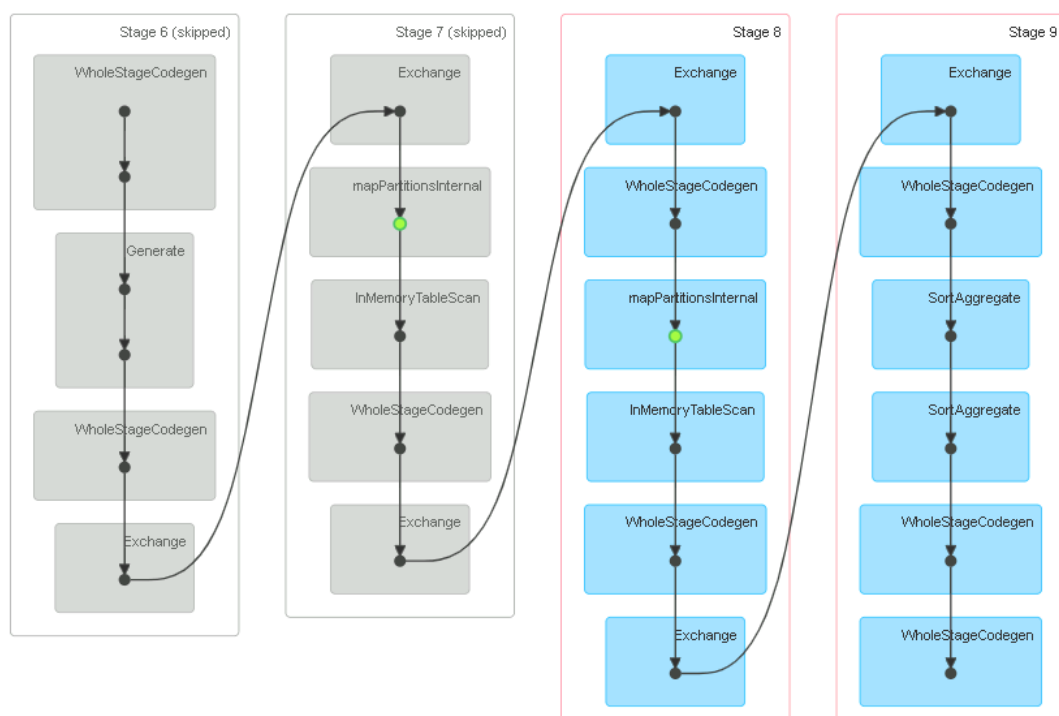 Stage 6 (skipped)
WholeStageCodegen
Generate
WholeStageCodegen
Exchange
Stage 7 (skipped)
Exchange
mapPartitionsInternal
InMemoryTableScan
WholeStageCodegen
Exchange
Stage 8
Exchange
WholeStageCodegen
mapPartitionsInternal
InMemoryTableScan
WholeStageCodegen
Exchange
Stage 9
Exchange
WholeStageCodegen
SortAggregate
SortAggregate
WholeStageCodegen
WholeStageCodegen